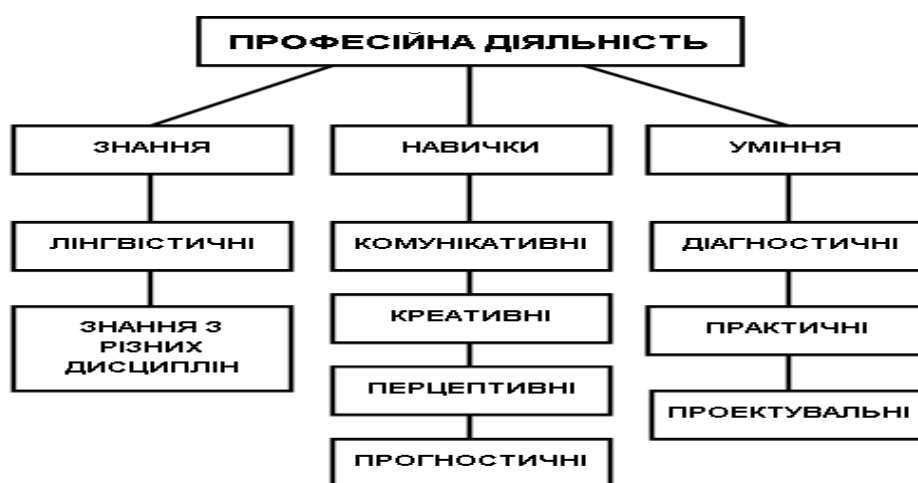 ПРОФЕСІЙНА ДІЯЛЬНІСТЬ
ЗНАННЯ
НАВИЧКИ
УМІННЯ
ЛІНГВІСТИЧНІ
КОМУНІКАТИВНІ
ДІАГНОСТИЧНІ
ЗНАННЯ З
РІЗНИХ
ДИСЦИПЛІН
КРЕАТИВНІ
ПРАКТИЧНІ
ПЕРЦЕПТИВНІ
ПРОЕКТУВАЛЬНІ
ПРОГНОСТИЧНІ